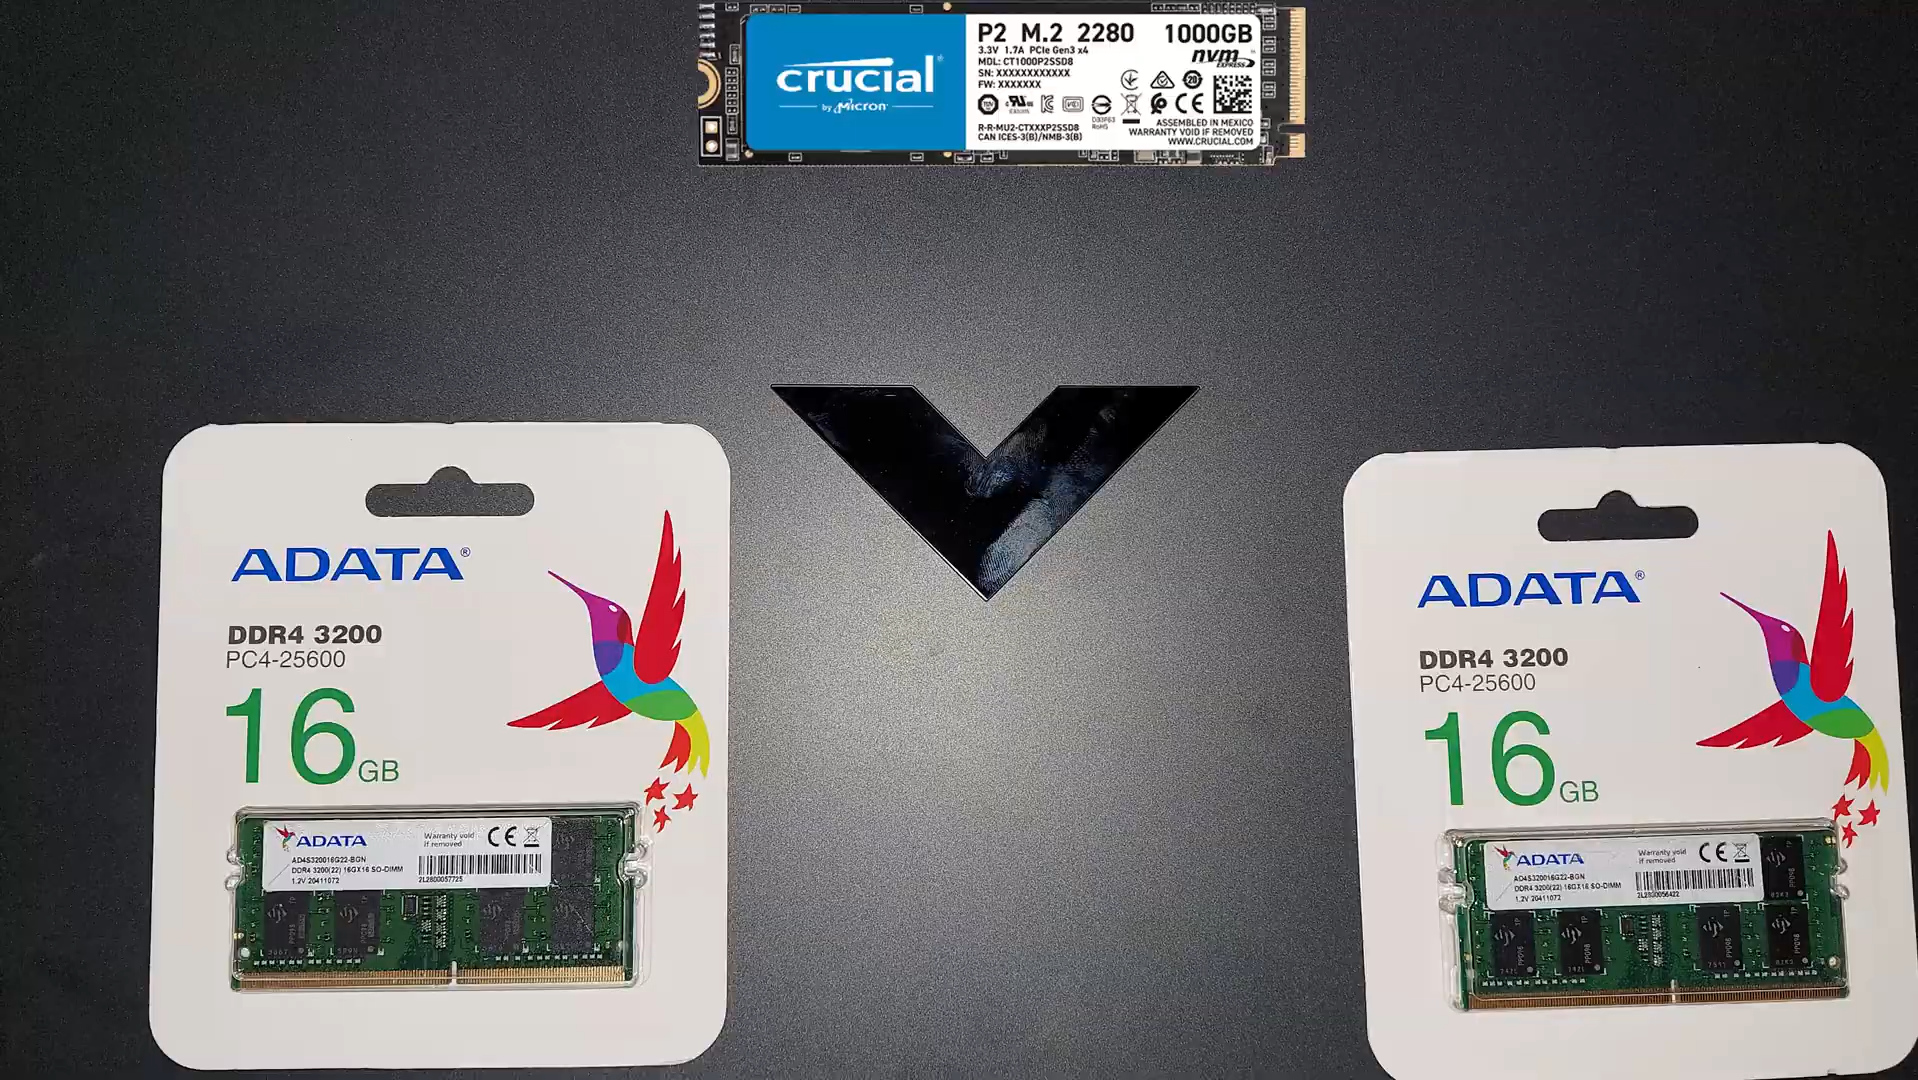 crucial
by Micron
P2 M.2 2280 1000GB
3.3V 1.7A PCIe Gen3 x4
MDL: CT1000P2SSD8
SN: XXXXXXXXXXXX
FW: XXXXXXX
nvm
EXPRESS
R-R-MU2-CTXXXP2SSD8
CAN ICES-3(B)/NMB-3(B)
ASSEMBLED IN MEXICO
WARRANTY VOID IF REMOVED
WWW.CRUCIAL.COM
ADATA®
DDR4 3200
PC4-25600
16GB
ADATA
Warranty void
if removed
CE
AD4S320016G22-BGN
DDR4 3200(22) 16GX16 SO-DIMM
1.2V 20411072
2L2800057725
ADATA®
DDR4 3200
PC4-25600
16GB
ADATA
Warranty void
if removed
CE
AD4S320016G22-BGN
DDR4 3200(22) 16GX16 SO-DIMM
1.2V 20411072
2L2800056422